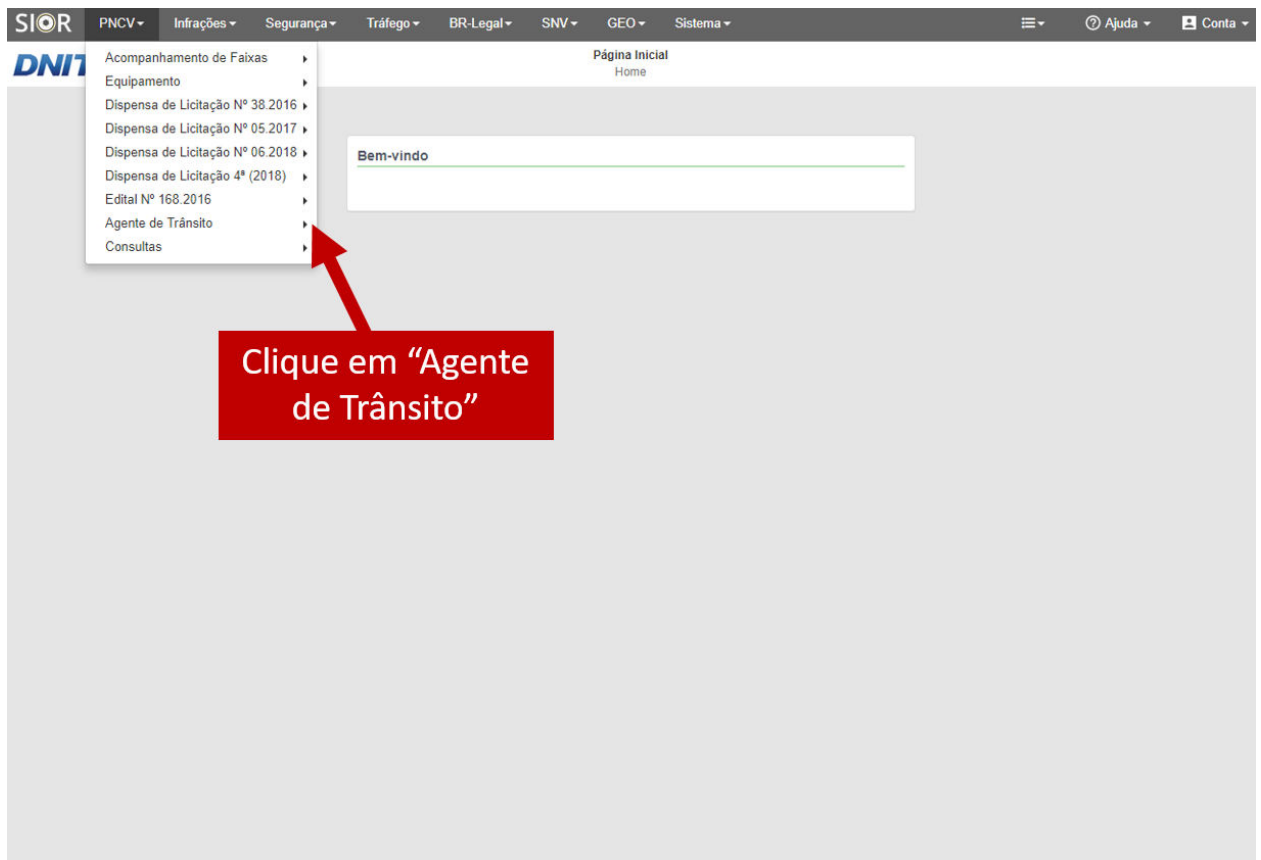 SIOR PNCV Infrações Segurança Tráfego BR-Legal SNV GEO Sistema Ajuda Conta
DNIT
Página Inicial
Home
Acompanhamento de Faixas
Equipamento
Dispensa de Licitação Nº 38.2016
Dispensa de Licitação Nº 05.2017
Dispensa de Licitação Nº 06.2018
Dispensa de Licitação 4ª (2018)
Edital Nº 168.2016
Agente de Trânsito
Consultas
Bem-vindo
Clique em “Agente
de Trânsito”